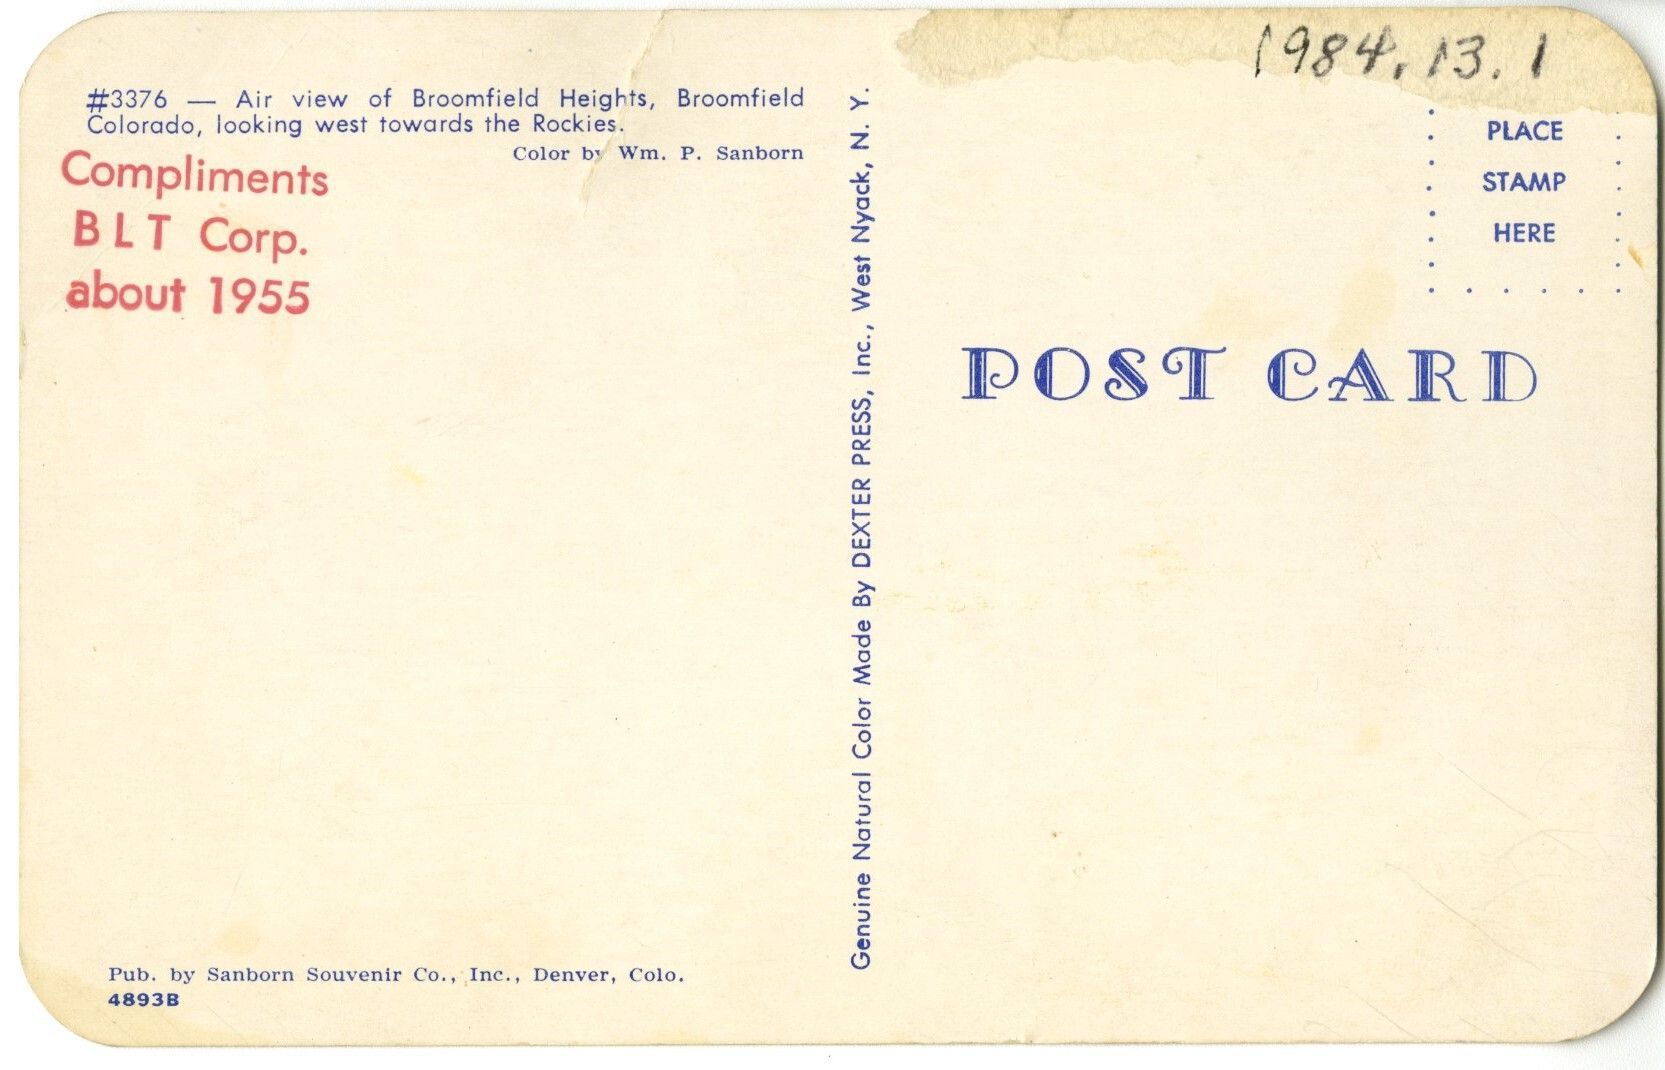 #3376 — Air view of Broomfield Heights, Broomfield
Colorado, looking west towards the Rockies.
Color by Wm. P. Sanborn
Compliments
BLT Corp.
about 1955
Pub. by Sanborn Souvenir Co., Inc., Denver, Colo.
4893B
Genuine Natural Color Made By DEXTER PRESS, Inc., West Nyack, N. Y.
1984.13.1
PLACE
STAMP
HERE
POST CARD